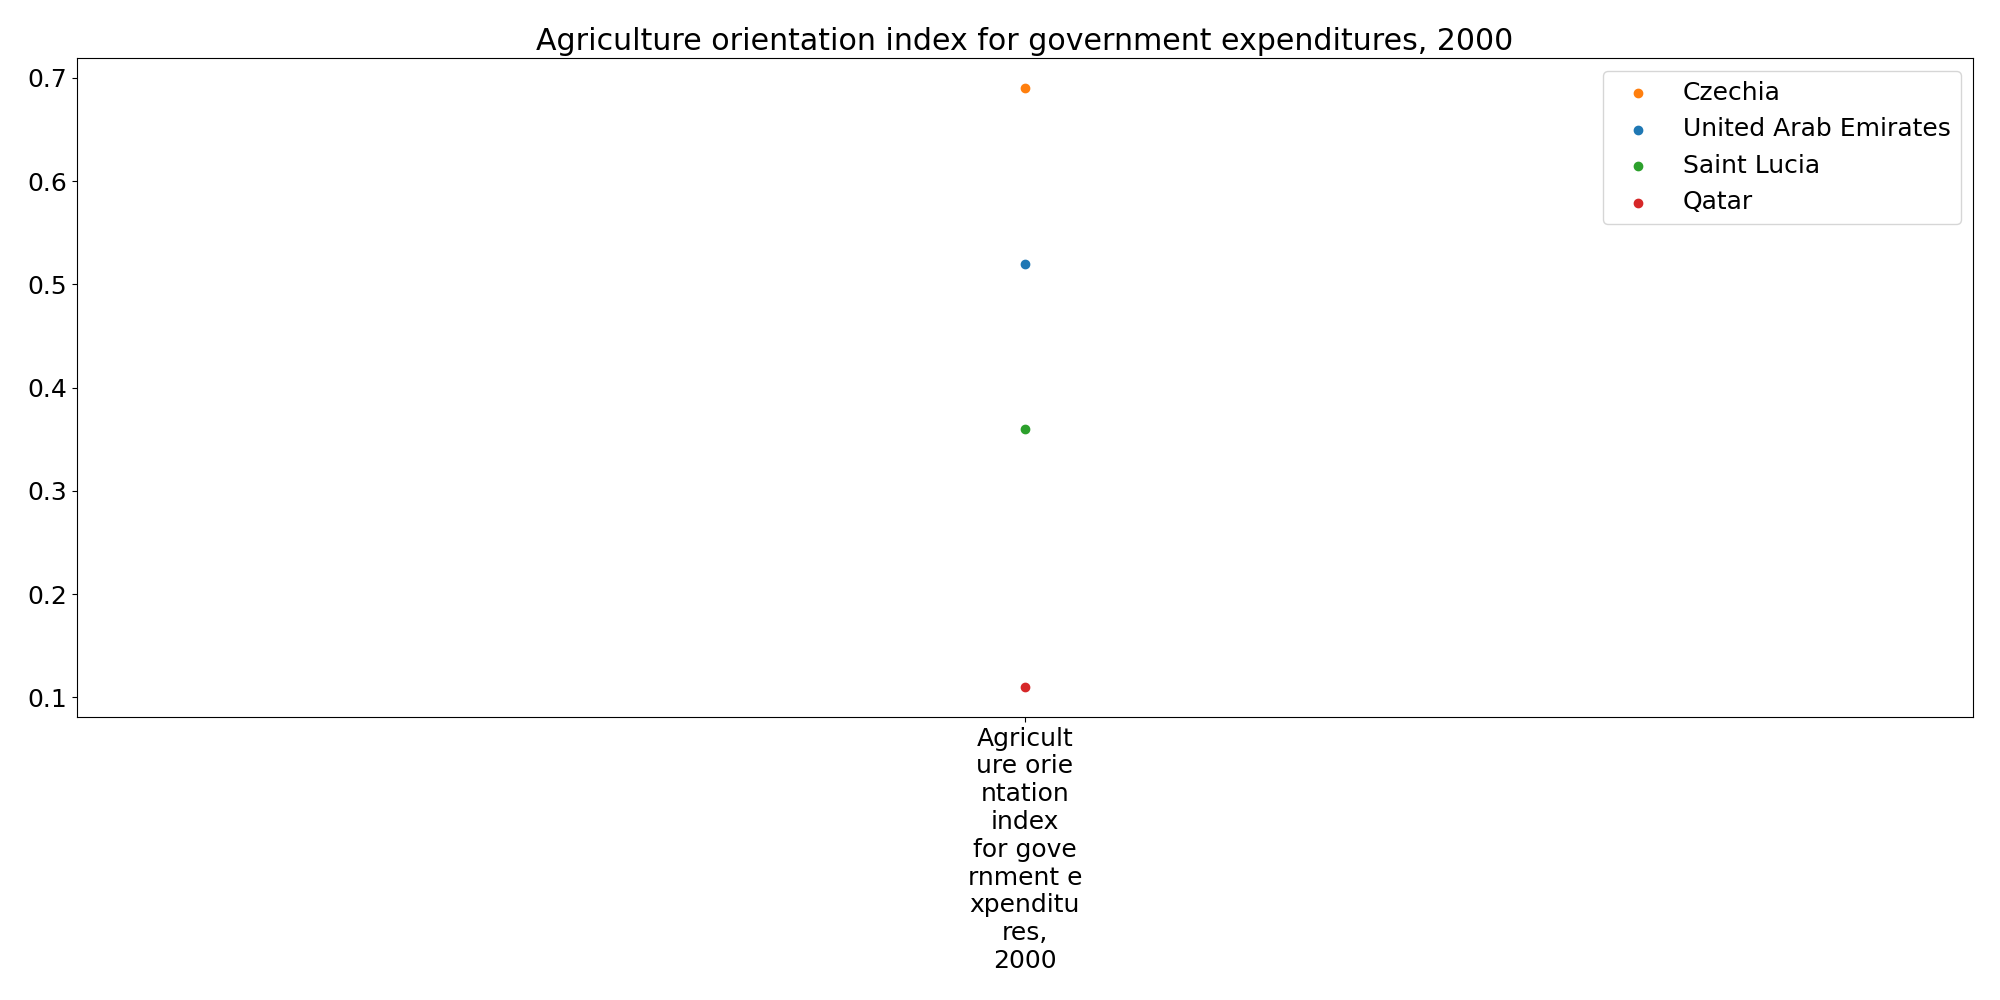 Agriculture orientation index for government expenditures, 2000
0.7
0.6
0.5
0.4
0.3
0.2
0.1
Czechia
United Arab Emirates
Saint Lucia
Qatar
Agricult
ure orie
ntation
index
for gove
rnment e
xpenditu
res,
2000